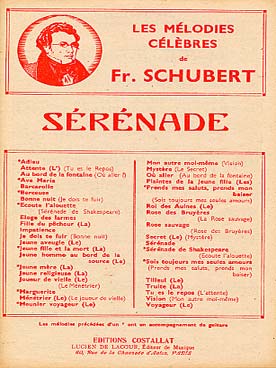 LES MÉLODIES
CÉLÈBRES
de
Fr. SCHUBERT
SÉRÉNADE
*Adieu
Attente (L') (Tu et le Repos)
Au bord de la fontaine (Où aller ?)
*Ave Maria
Barcarolle
*Berceuse
Bonne nuit (Je dois te fuir)
*Ecoute l'alouette
(Sérénade de Shakespeare)
Eloge des larmes
Fille du pêcheur (La)
Impatience
Je dois te fuir (Bonne nuit)
Jeune aveugle (Le)
Jeune fille et la mort (La)
Jeune homme au bord de la
source (Le)
*Jeune mère (La)
Jeune religieuse (La)
Joueur de vielle (Le)
(Le Ménétrier)
*Marguerite
Ménétrier (Le) (Le joueur de vielle)
*Meunier voyageur (Le)
Mon autre moi-même (Vision)
Mystère (Le Secret)
Où aller (Au bord de la fontaine)
Plaintes de la jeune fille (Les)
*Prends mes baisers, prends mon
baiser
(Sois toujours mes seules amours)
Roi des Aulnes (Le)
Rose des Bruyères
(La Rose sauvage)
Rose sauvage
(Rose des Bruyères)
Secret (Le) (Mystère)
Sérénade
*Sérénade de Shakespeare
(Ecoute l'alouette)
*Sois toujours mes seules amours
(Prends mes baisers, prends mon
baiser)
Tilleul (Le)
Truite (La)
Tu es le repos (L'attente)
Vision (Mon autre moi-même)
Voyageur (Le)
Les mélodies précédées d'un * ont un accompagnement de guitare
EDITIONS COSTALLAT
LUCIEN DE LACOUR, Éditeur de Musique
60, Rue de la Chaussée d'Antin, PARIS